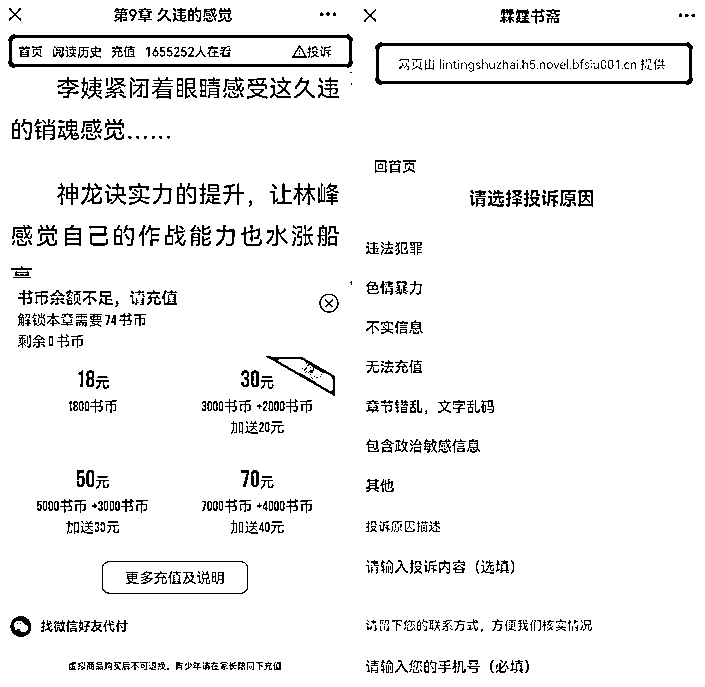 第9章 久违的感觉
首页 阅读历史 充值 1655252人在看 投诉
李姨紧闭着眼睛感受这久违
的销魂感觉……
神龙诀实力的提升，让林峰
感觉自己的作战能力也水涨船
书币余额不足，请充值
解锁本章需要74书币
剩余0书币
18元
1800书币
30元
3000书币 +2000书币
加送20元
50元
5000书币 +3000书币
加送30元
70元
7000书币 +4000书币
加送40元
更多充值及说明
找微信好友代付
虚拟商品购买后不可退换，青少年请在家长陪同下充值
霖霆书斋
网页由 lintingshuzhai.h5.novel.bfsiu001.cn 提供
回首页
请选择投诉原因
违法犯罪
色情暴力
不实信息
无法充值
章节错乱，文字乱码
包含政治敏感信息
其他
投诉原因描述
请输入投诉内容（选填）
请留下您的联系方式，方便我们核实情况
请输入您的手机号（必填）